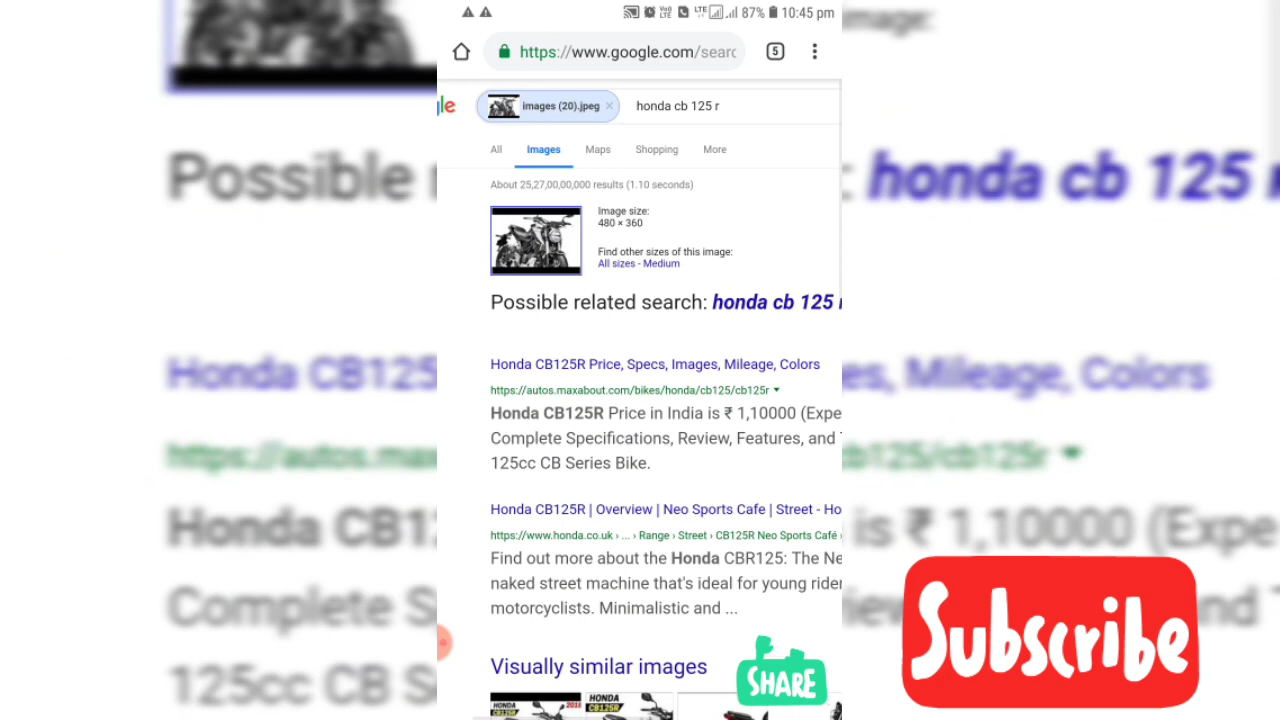 87% 10:45 pm
https://www.google.com/searc 5
le images (20).jpeg × honda cb 125 r
All Images Maps Shopping More
About 25,27,00,00,000 results (1.10 seconds)
Image size:
480 × 360
Find other sizes of this image:
All sizes - Medium
Possible related search: honda cb 125 r
Honda CB125R Price, Specs, Images, Mileage, Colors
https://autos.maxabout.com/bikes/honda/cb125/cb125r
Honda CB125R Price in India is ₹ 1,10000 (Expe
Complete Specifications, Review, Features, and
125cc CB Series Bike.
Honda CB125R | Overview | Neo Sports Cafe | Street - Ho
https://www.honda.co.uk › ... › Range › Street › CB125R Neo Sports Café
Find out more about the Honda CBR125: The Ne
naked street machine that's ideal for young rider
motorcyclists. Minimalistic and ...
Visually similar images
HONDA
CB125R
2018
HONDA
CB125R
SHARE
Subscribe